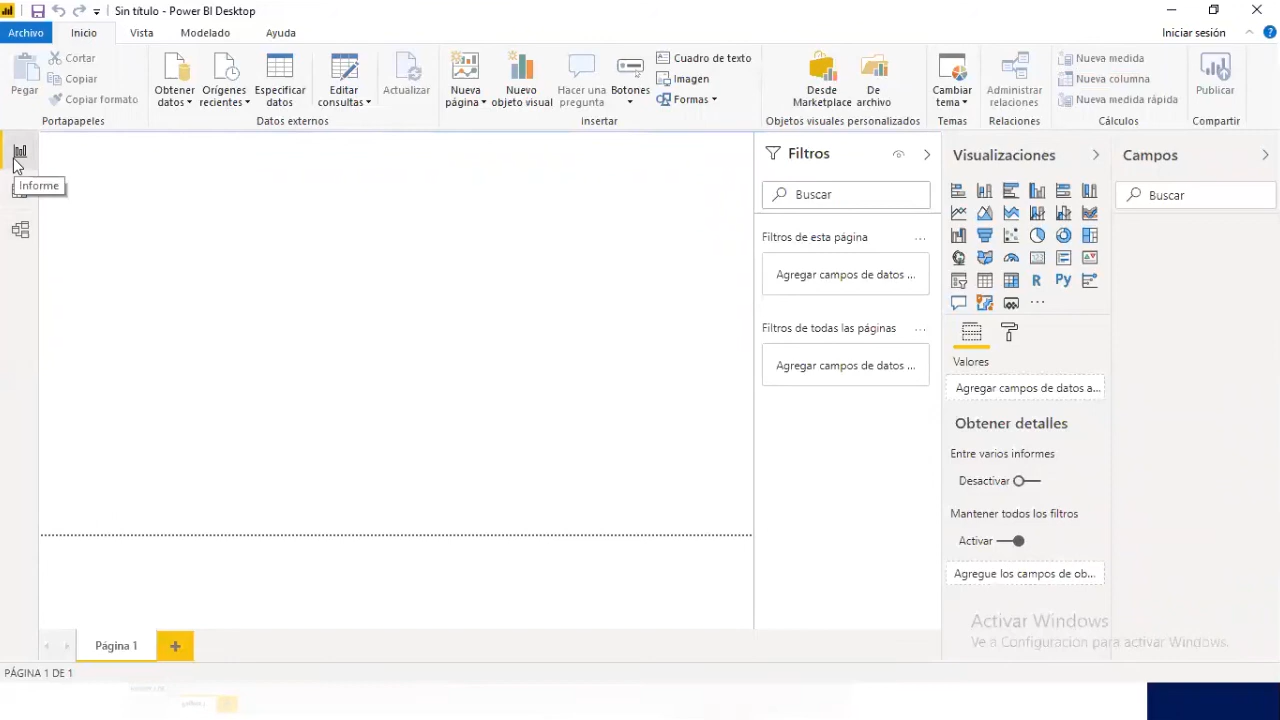 Sin título - Power BI Desktop
Archivo
Inicio
Vista
Modelado
Ayuda
Iniciar sesión
Pegar
Cortar
Copiar
Copiar formato
Portapapeles
Obtener
datos
Orígenes
recientes
Especificar
datos
Editar
consultas
Actualizar
Datos externos
Nueva
página
Nuevo
objeto visual
Hacer una
pregunta
Botones
Cuadro de texto
Imagen
Formas
Insertar
Desde
Marketplace
De
archivo
Objetos visuales personalizados
Cambiar
tema
Temas
Administrar
relaciones
Relaciones
Nueva medida
Nueva columna
Nueva medida rápida
Cálculos
Publicar
Compartir
Informe
Filtros
Buscar
Filtros de esta página
...
Agregar campos de datos ...
Filtros de todas las páginas
...
Agregar campos de datos ...
Visualizaciones
R
Py
...
Valores
Agregar campos de datos a...
Obtener detalles
Entre varios informes
Desactivar
Mantener todos los filtros
Activar
Agregue los campos de ob...
Campos
Buscar
Activar Windows
Ve a Configuración para activar Windows.
Página 1
PÁGINA 1 DE 1